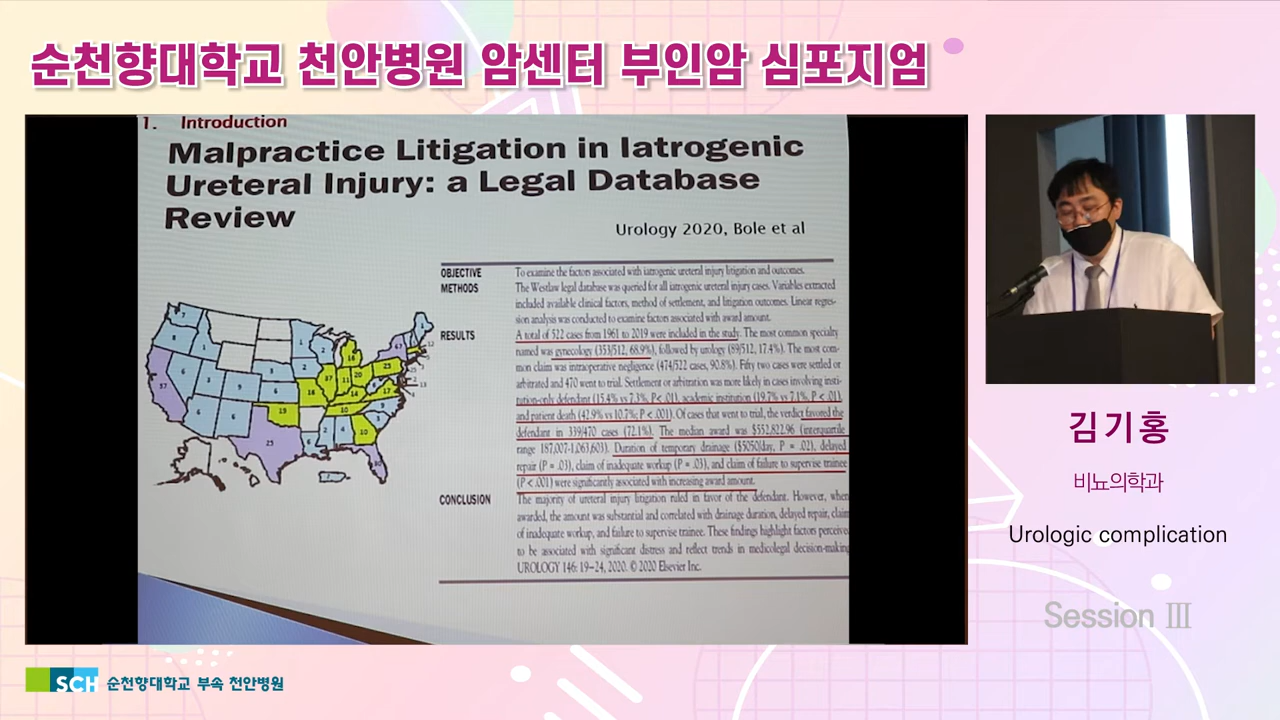 순천향대학교 천안병원 암센터 부인암 심포지엄
1. Introduction
Malpractice Litigation in Iatrogenic
Ureteral Injury: a Legal Database
Review
Urology 2020, Bole et al
OBJECTIVE To examine the factors associated with iatrogenic ureteral injury litigation and outcomes.
METHODS The Westlaw legal database was queried for all iatrogenic ureteral injury cases. Variables extracted
included available clinical factors, method of settlement, and litigation outcomes. Linear regres-
sion analysis was conducted to examine factors associated with award amount.
RESULTS A total of 522 cases from 1961 to 2019 were included in the study. The most common specialty
named was gynecology (353/512, 68.9%), followed by urology (89/512, 17.4%). The most com-
mon claim was intraoperative negligence (474/522 cases, 90.8%). Fifty two cases were settled or
arbitrated and 470 went to trial. Settlement or arbitration was more likely in cases involving insti-
tution-only defendant (15.4% vs 7.3%, P< .01), academic institution (19.7% vs 7.1%, P < .01)
and patient death (42.9% vs 10.7%; P < .001). Of cases that went to trial, the verdict favored the
defendant in 339/470 cases (72.1%). The median award was $552,822.96 (interquartile
range 187,007-1,063,603). Duration of temporary drainage ($5050/day, P = .02), delayed
repair (P = .03), claim of inadequate workup (P = .03), and claim of failure to supervise trainee
(P < .001) were significantly associated with increasing award amount.
CONCLUSION The majority of ureteral injury litigation ruled in favor of the defendant. However, when
awarded, the amount was substantial and correlated with drainage duration, delayed repair, claim
of inadequate workup, and failure to supervise trainee. These findings highlight factors perceived
to be associated with significant distress and reflect trends in medicolegal decision-making
UROLOGY 146: 19–24, 2020. © 2020 Elsevier Inc.
김기홍
비뇨의학과
Urologic complication
Session Ⅲ
SCH 순천향대학교 부속 천안병원